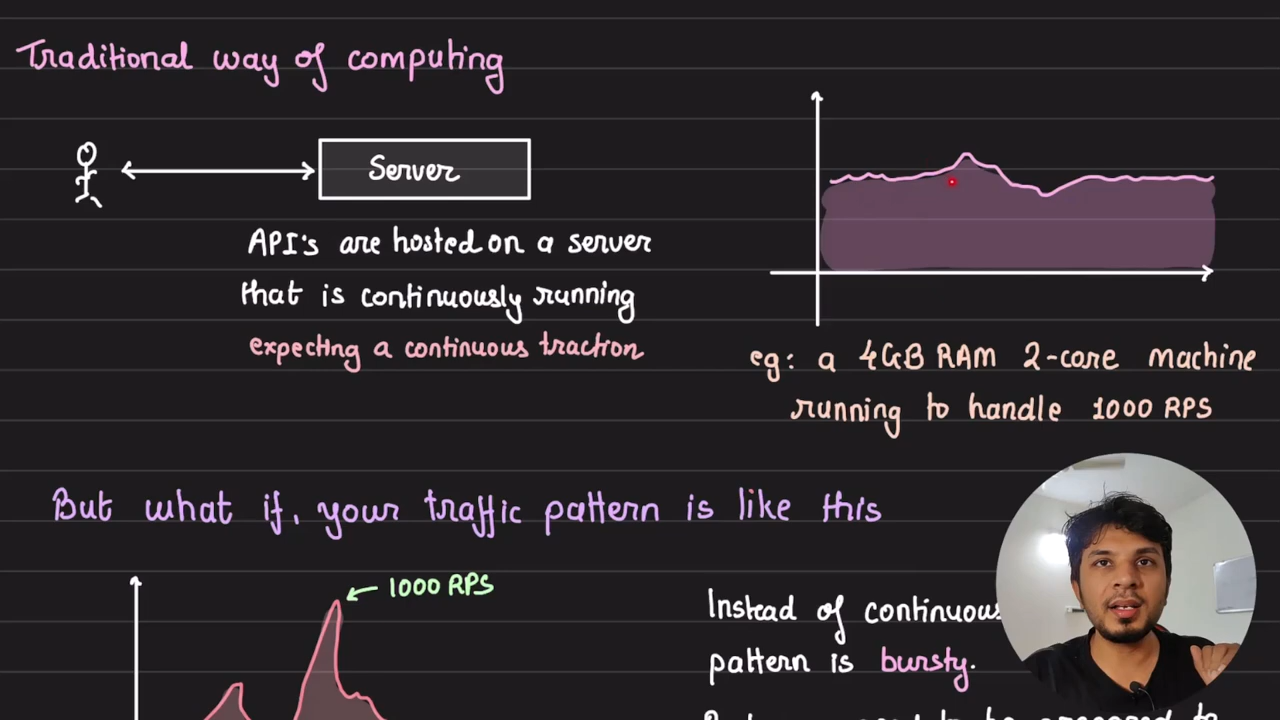 Traditional way of computing
Server
API's are hosted on a server
that is continuously running
expecting a continuous traction
eg: a 4GB RAM 2-core machine
running to handle 1000 RPS
But what if, your traffic pattern is like this
1000 RPS
Instead of continuous
pattern is bursty.